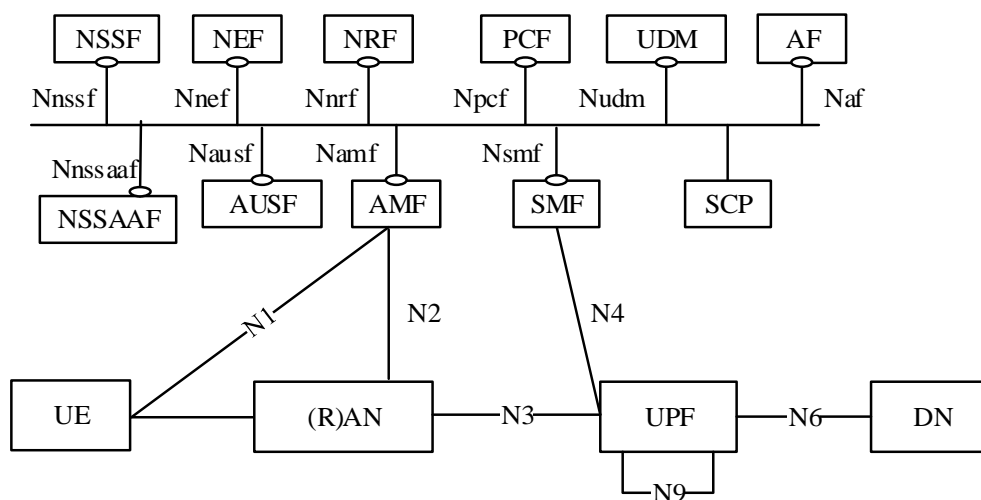 NSSF NEF NRF PCF UDM AF
Nnssf Nnef Nnrf Npcf Nudm Naf
Nnssaaf Nausf Namf Nsmf
NSSAAF AUSF AMF SMF SCP
N1 N2 N4
UE (R)AN N3 UPF N6 DN
N9